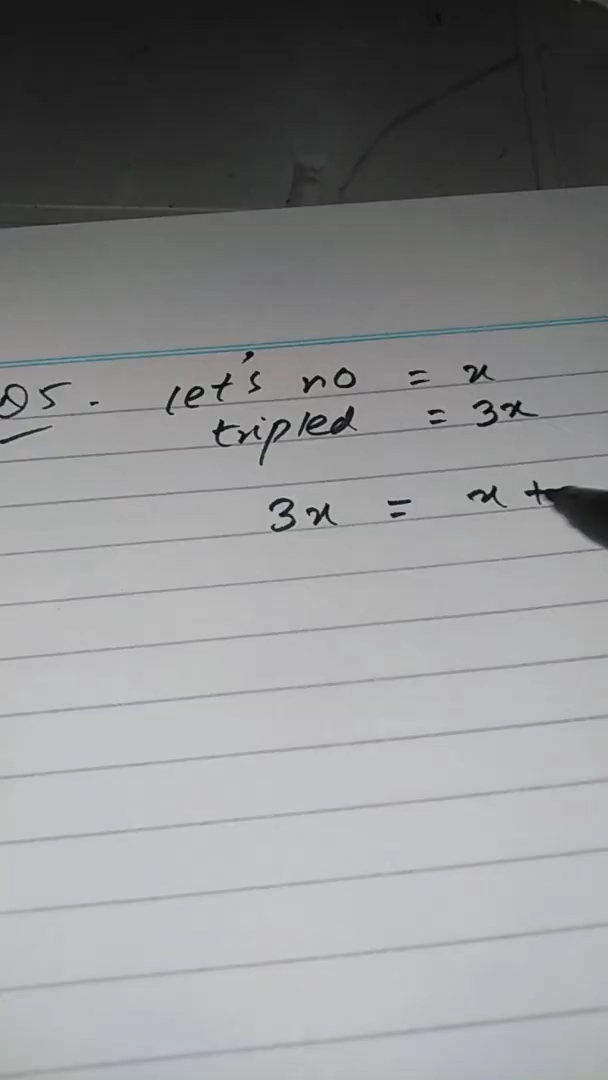 Q5. let's no = x
tripled = 3x
3x = x +